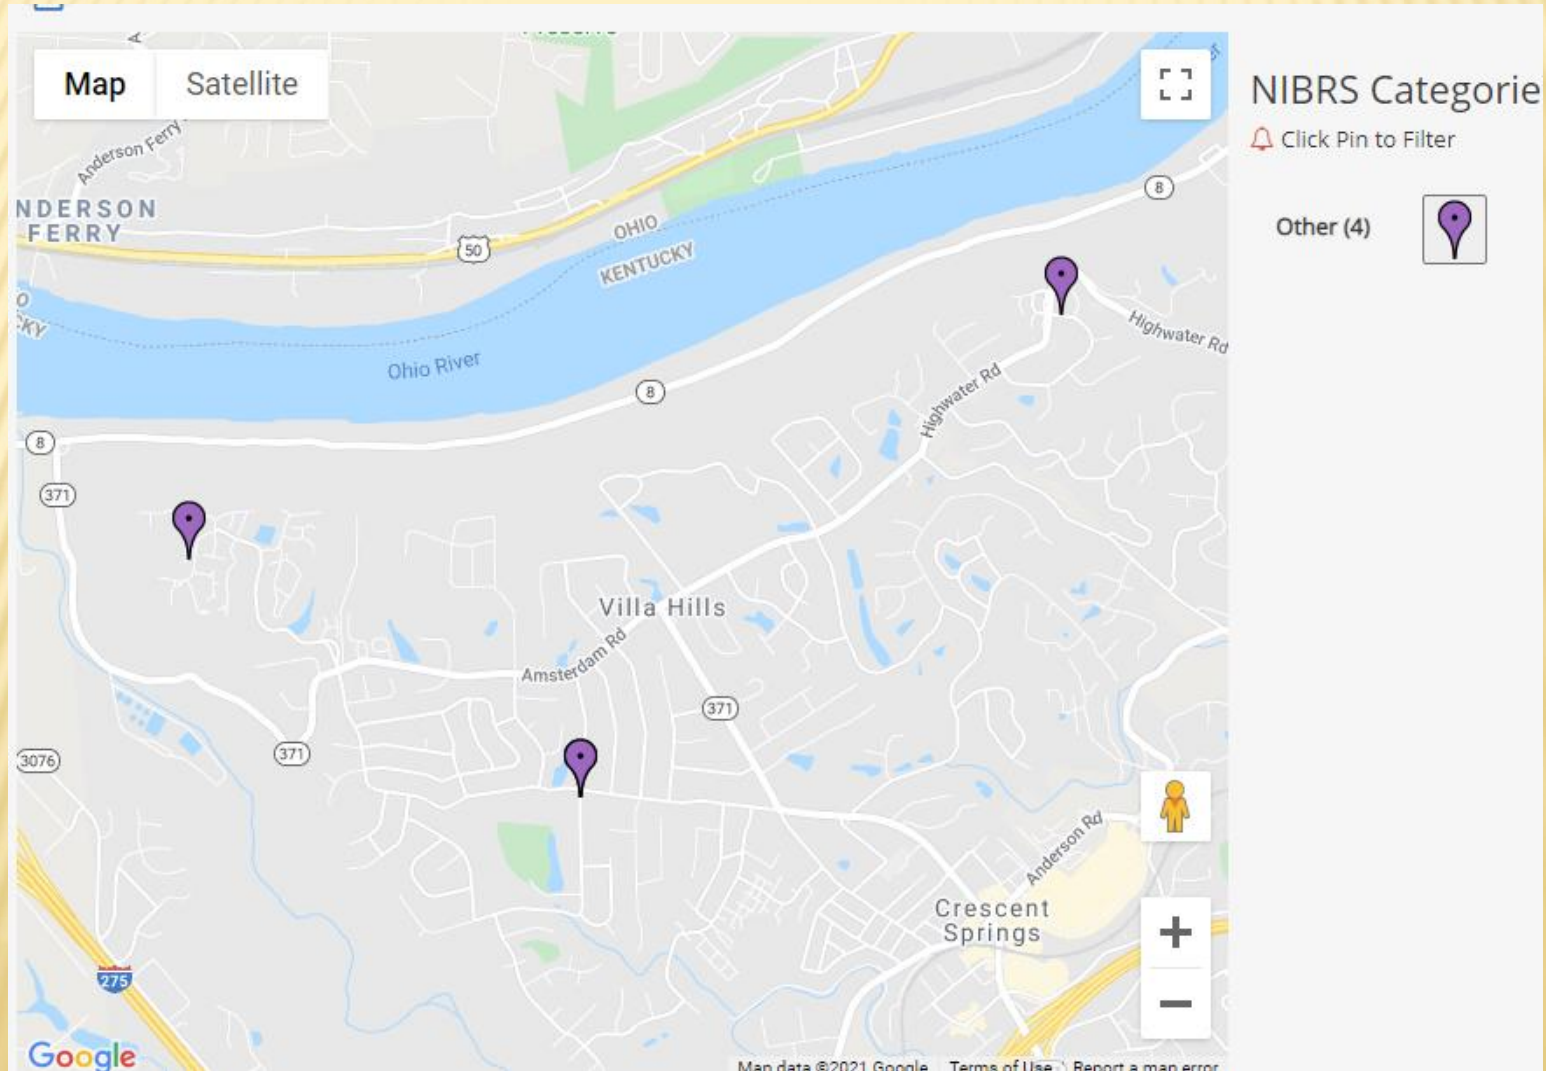 Map
Satellite
NIBRS Categorie
Click Pin to Filter
Other (4)
Anderson Ferry
NDERSON
FERRY
50
OHIO
KENTUCKY
8
Highwater Rd
Ohio River
8
Highwater Rd
8
371
Villa Hills
Amsterdam Rd
371
371
3076
Anderson Rd
Crescent
Springs
275
Google
Map data ©2021 Google
Terms of Use
Report a map error